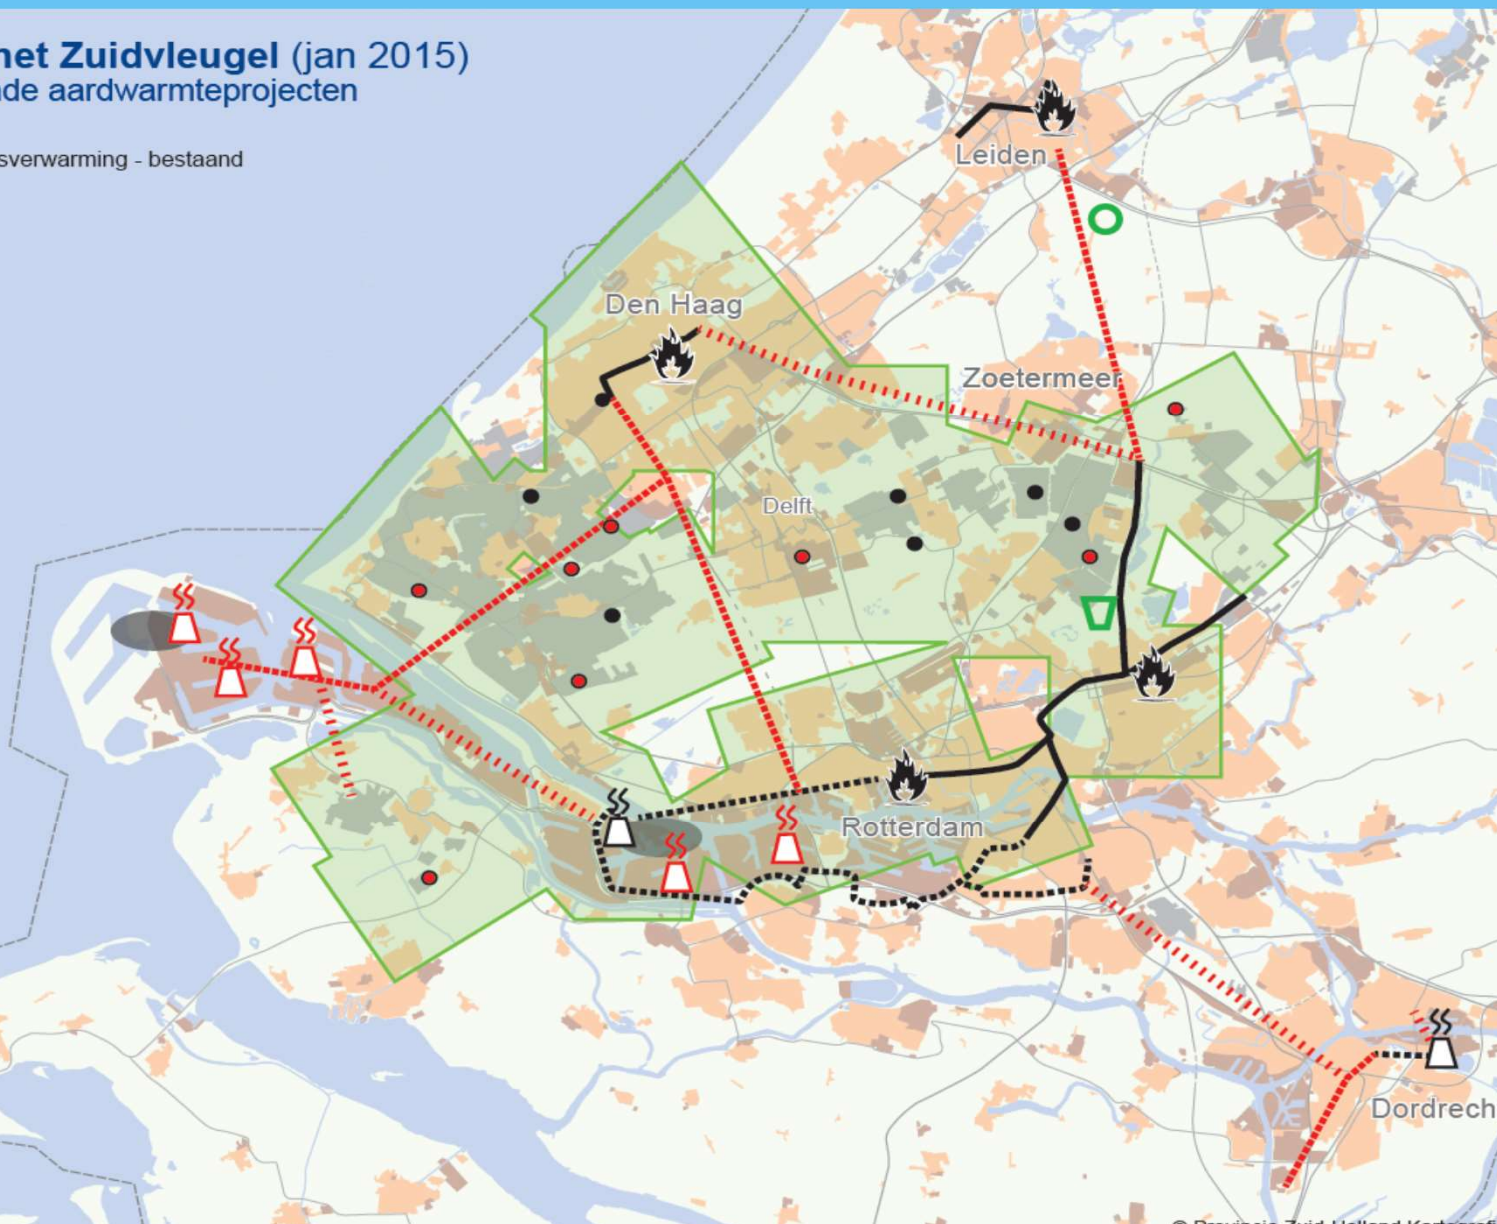 net Zuidvleugel (jan 2015)
de aardwarmteprojecten
sverwarming - bestaand
Leiden
Den Haag
Zoetermeer
Delft
Rotterdam
Dordrech